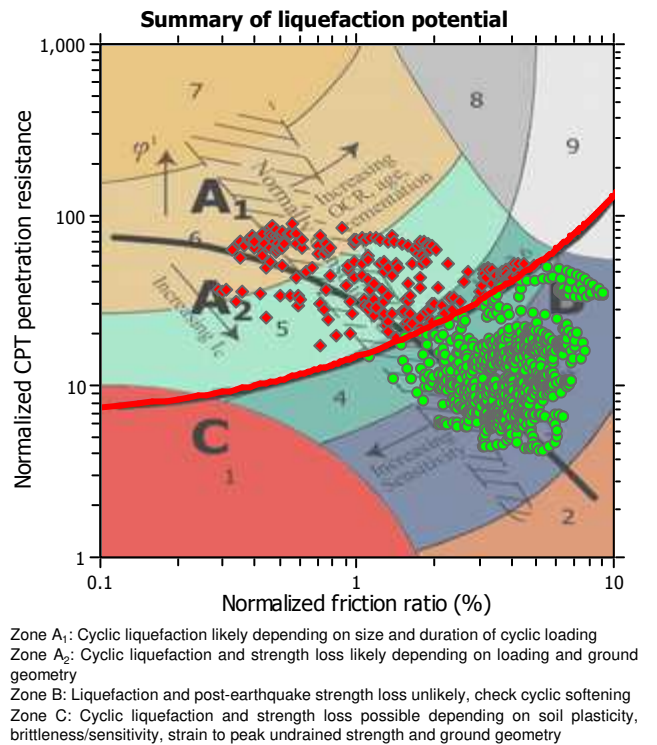 Summary of liquefaction potential
Normalized CPT penetration resistance
1,000
100
10
1
0.1
1
10
Normalized friction ratio (%)
7
8
9
φ'
A1
Increasing
OCR, age,
cementation
6
A2
Increasing Ic
5
B
4
C
1
Increasing
Sensitivity
2
Zone A1: Cyclic liquefaction likely depending on size and duration of cyclic loading
Zone A2: Cyclic liquefaction and strength loss likely depending on loading and ground
geometry
Zone B: Liquefaction and post-earthquake strength loss unlikely, check cyclic softening
Zone C: Cyclic liquefaction and strength loss possible depending on soil plasticity,
brittleness/sensitivity, strain to peak undrained strength and ground geometry